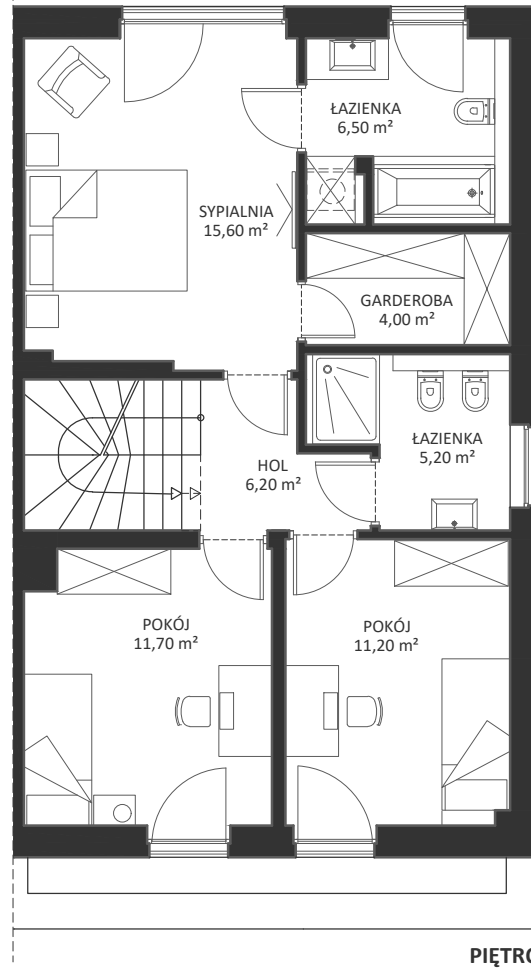 ŁAZIENKA
6,50 m²
SYPIALNIA
15,60 m²
GARDEROBA
4,00 m²
ŁAZIENKA
5,20 m²
HOL
6,20 m²
POKÓJ
11,70 m²
POKÓJ
11,20 m²
PIĘTRO